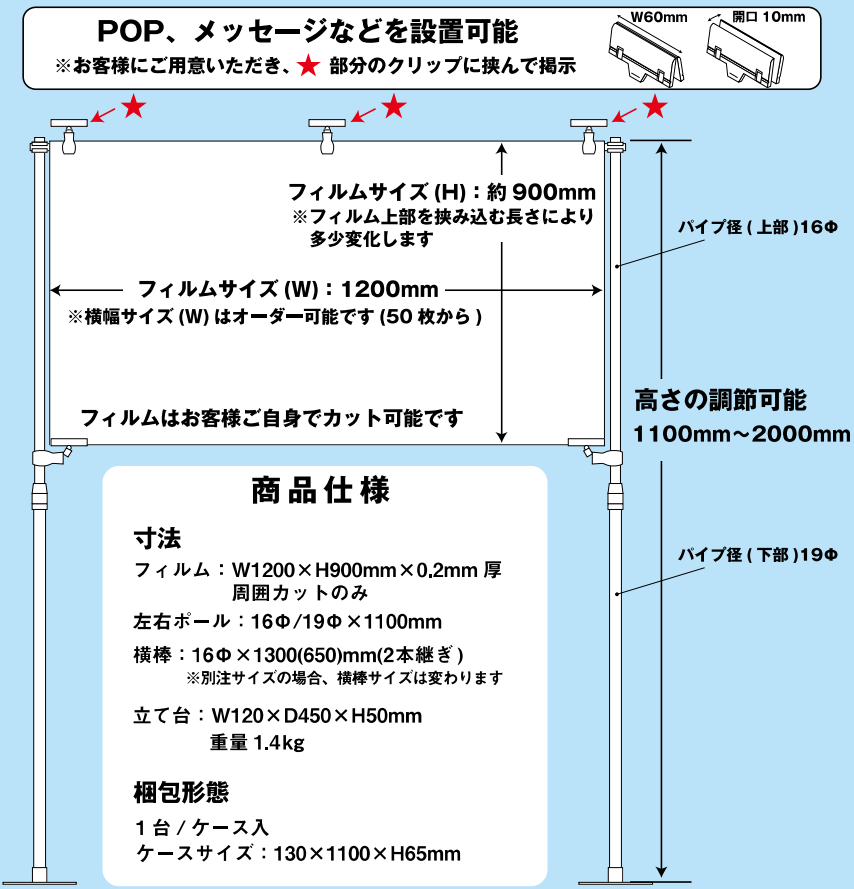 POP、メッセージなどを設置可能
※お客様にご用意いただき、★ 部分のクリップに挟んで掲示
W60mm
開口 10mm
フィルムサイズ (H)：約 900mm
※フィルム上部を挟み込む長さにより
多少変化します
パイプ径 ( 上部 )16Φ
フィルムサイズ (W)：1200mm
※横幅サイズ (W) はオーダー可能です (50 枚から )
高さの調節可能
1100mm～2000mm
フィルムはお客様ご自身でカット可能です
商品仕様
寸法
フィルム：W1200×H900mm×0.2mm 厚
周囲カットのみ
左右ポール：16Φ/19Φ×1100mm
横棒：16Φ×1300(650)mm(2本継ぎ)
※別注サイズの場合、横棒サイズは変わります
立て台：W120×D450×H50mm
重量 1.4kg
梱包形態
1 台 / ケース入
ケースサイズ：130×1100×H65mm
パイプ径 ( 下部 )19Φ